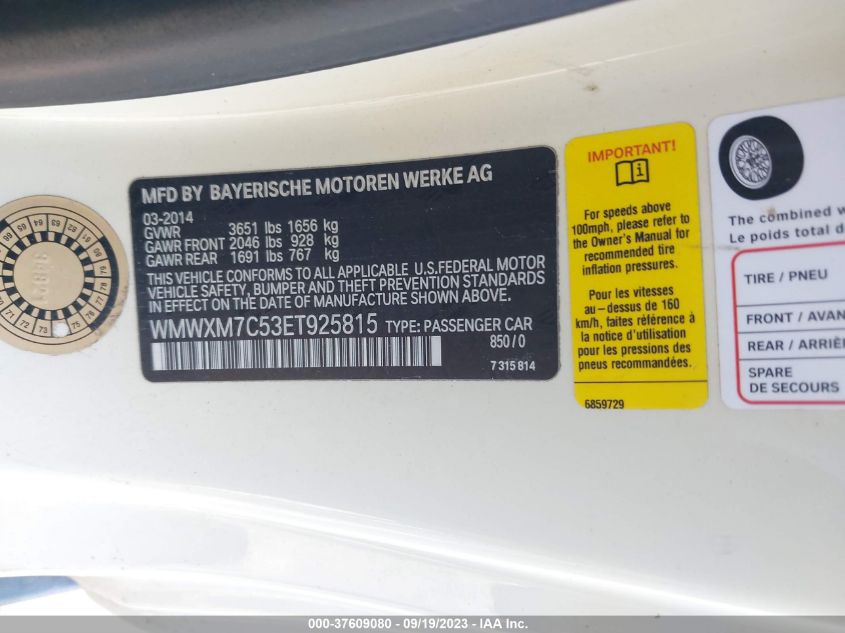 MFD BY BAYERISCHE MOTOREN WERKE AG
03-2014
GVWR 3651 lbs 1656 kg
GAWR FRONT 2046 lbs 928 kg
GAWR REAR 1691 lbs 767 kg
THIS VEHICLE CONFORMS TO ALL APPLICABLE U.S.FEDERAL MOTOR
VEHICLE SAFETY, BUMPER AND THEFT PREVENTION STANDARDS
IN EFFECT ON THE DATE OF MANUFACTURE SHOWN ABOVE.
WMWXM7C53ET925815 TYPE: PASSENGER CAR
850/0
7 315 814
IMPORTANT!
For speeds above
100mph, please refer to
the Owner's Manual for
recommended tire
inflation pressures.
Pour les vitesses
au-dessus de 160
km/h, faites référence à
votre livre de bord
pour les pressions des
pneus recommandées.
6859729
The combined w
Le poids total d
TIRE / PNEU
FRONT / AVAN
REAR / ARRIÈR
SPARE
DE SECOURS
000-37609080 - 09/19/2023 - IAA Inc.